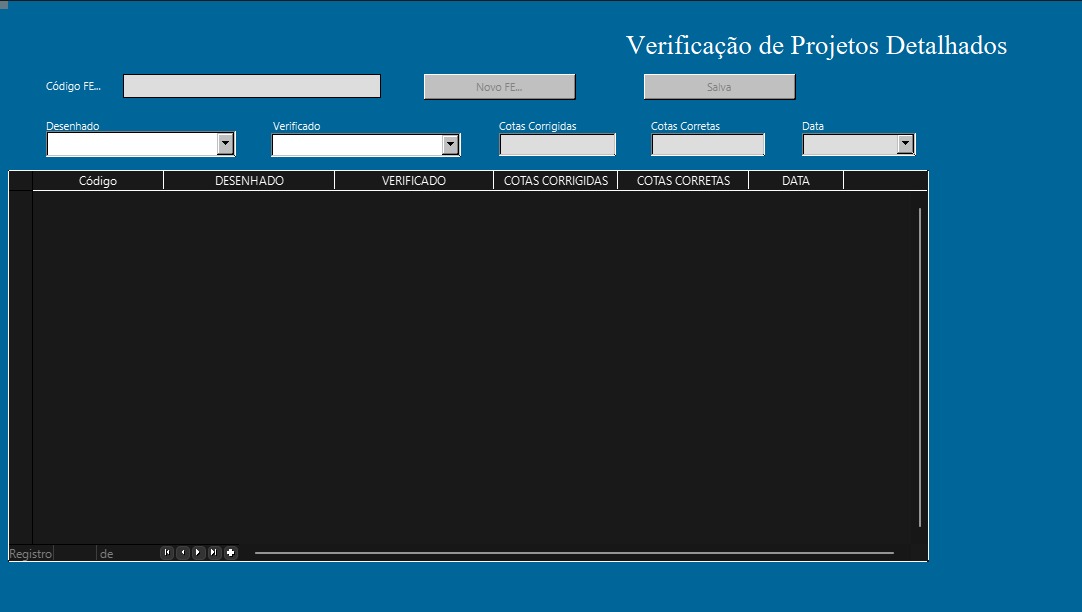 Verificação de Projetos Detalhados
Código FE... Novo FE... Salva
Desenhado Verificado Cotas Corrigidas Cotas Corretas Data
Código DESENHADO VERIFICADO COTAS CORRIGIDAS COTAS CORRETAS DATA
Registro de